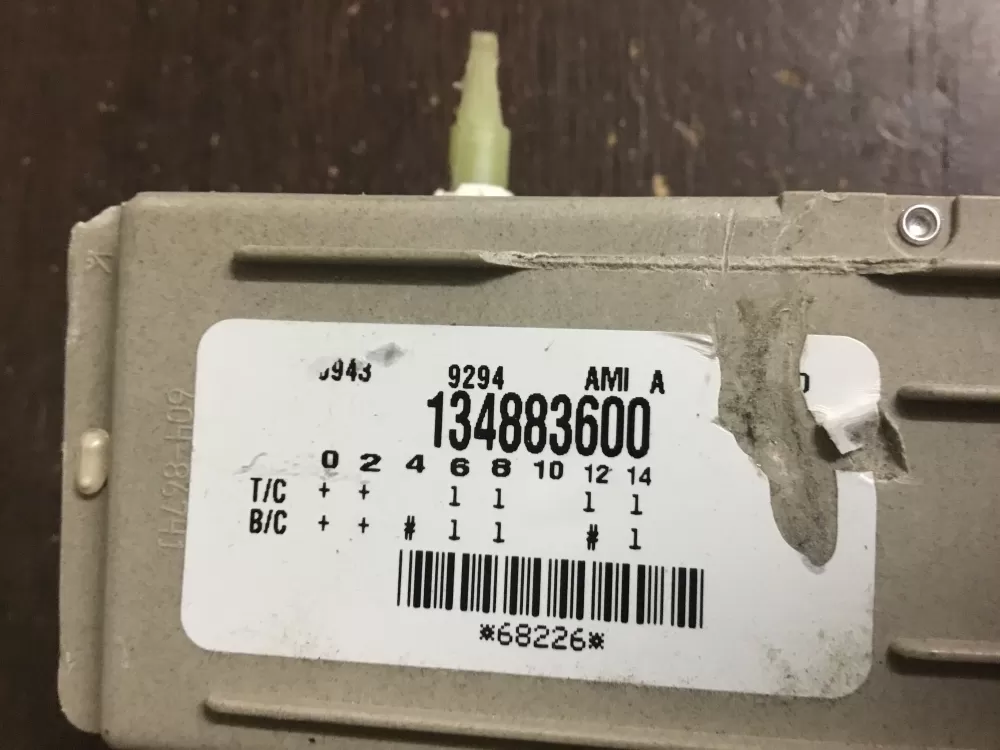 9294 AMI A
134883600
0 2 4 6 8 10 12 14
T/C + + 1 1 1 1
B/C + + # 1 1 # 1
*68226*